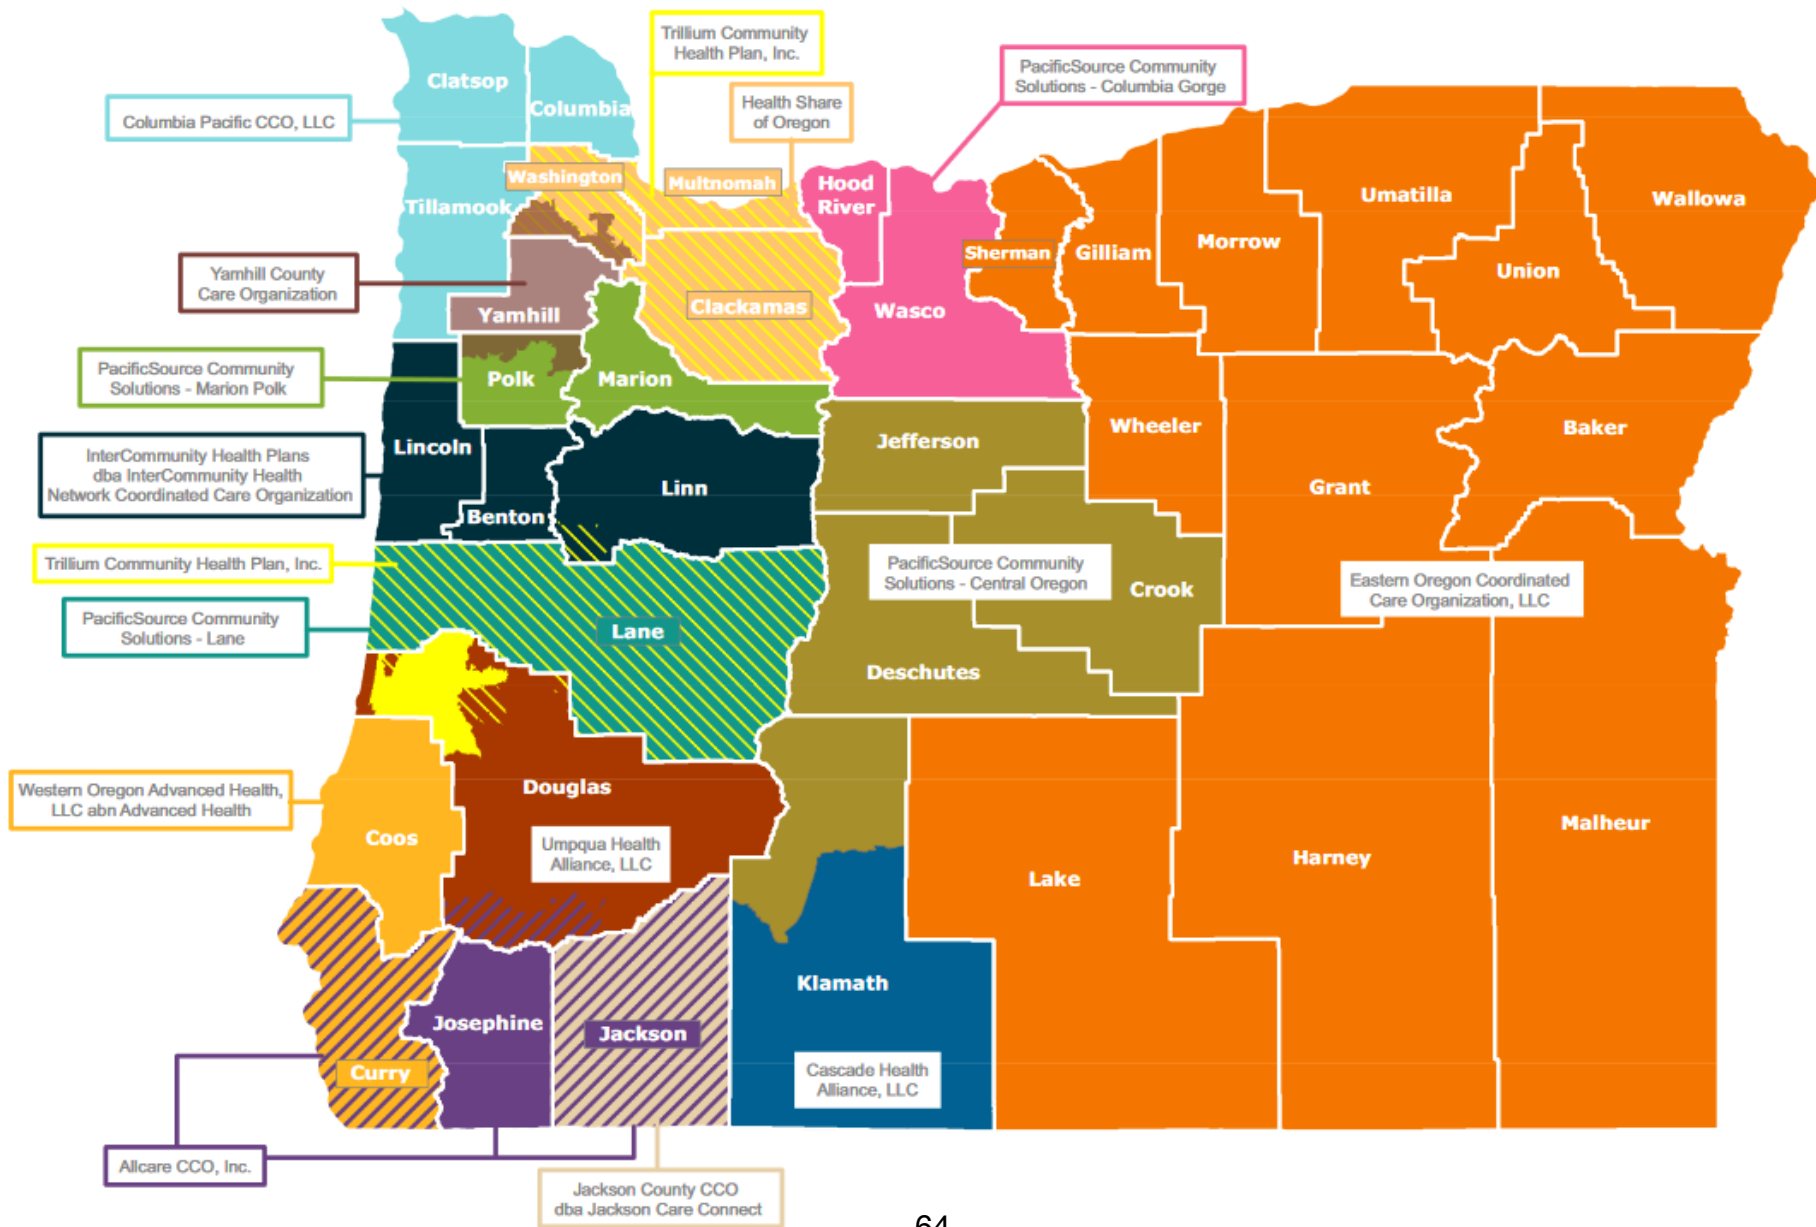 Trillium Community
Health Plan, Inc.
PacificSource Community
Solutions - Columbia Gorge
Clatsop
Columbia
Health Share
of Oregon
Columbia Pacific CCO, LLC
Washington
Multnomah
Hood
River
Tillamook
Umatilla
Wallowa
Sherman
Gilliam
Morrow
Union
Yamhill County
Care Organization
Yamhill
Clackamas
Wasco
PacificSource Community
Solutions - Marion Polk
Polk
Marion
Wheeler
Baker
Lincoln
Jefferson
InterCommunity Health Plans
dba InterCommunity Health
Network Coordinated Care Organization
Linn
Grant
Benton
Trillium Community Health Plan, Inc.
PacificSource Community
Solutions - Central Oregon
Crook
Eastern Oregon Coordinated
Care Organization, LLC
PacificSource Community
Solutions - Lane
Lane
Deschutes
Western Oregon Advanced Health,
LLC abn Advanced Health
Douglas
Coos
Umpqua Health
Alliance, LLC
Malheur
Harney
Lake
Klamath
Josephine
Jackson
Curry
Cascade Health
Alliance, LLC
Allcare CCO, Inc.
Jackson County CCO
dba Jackson Care Connect
64